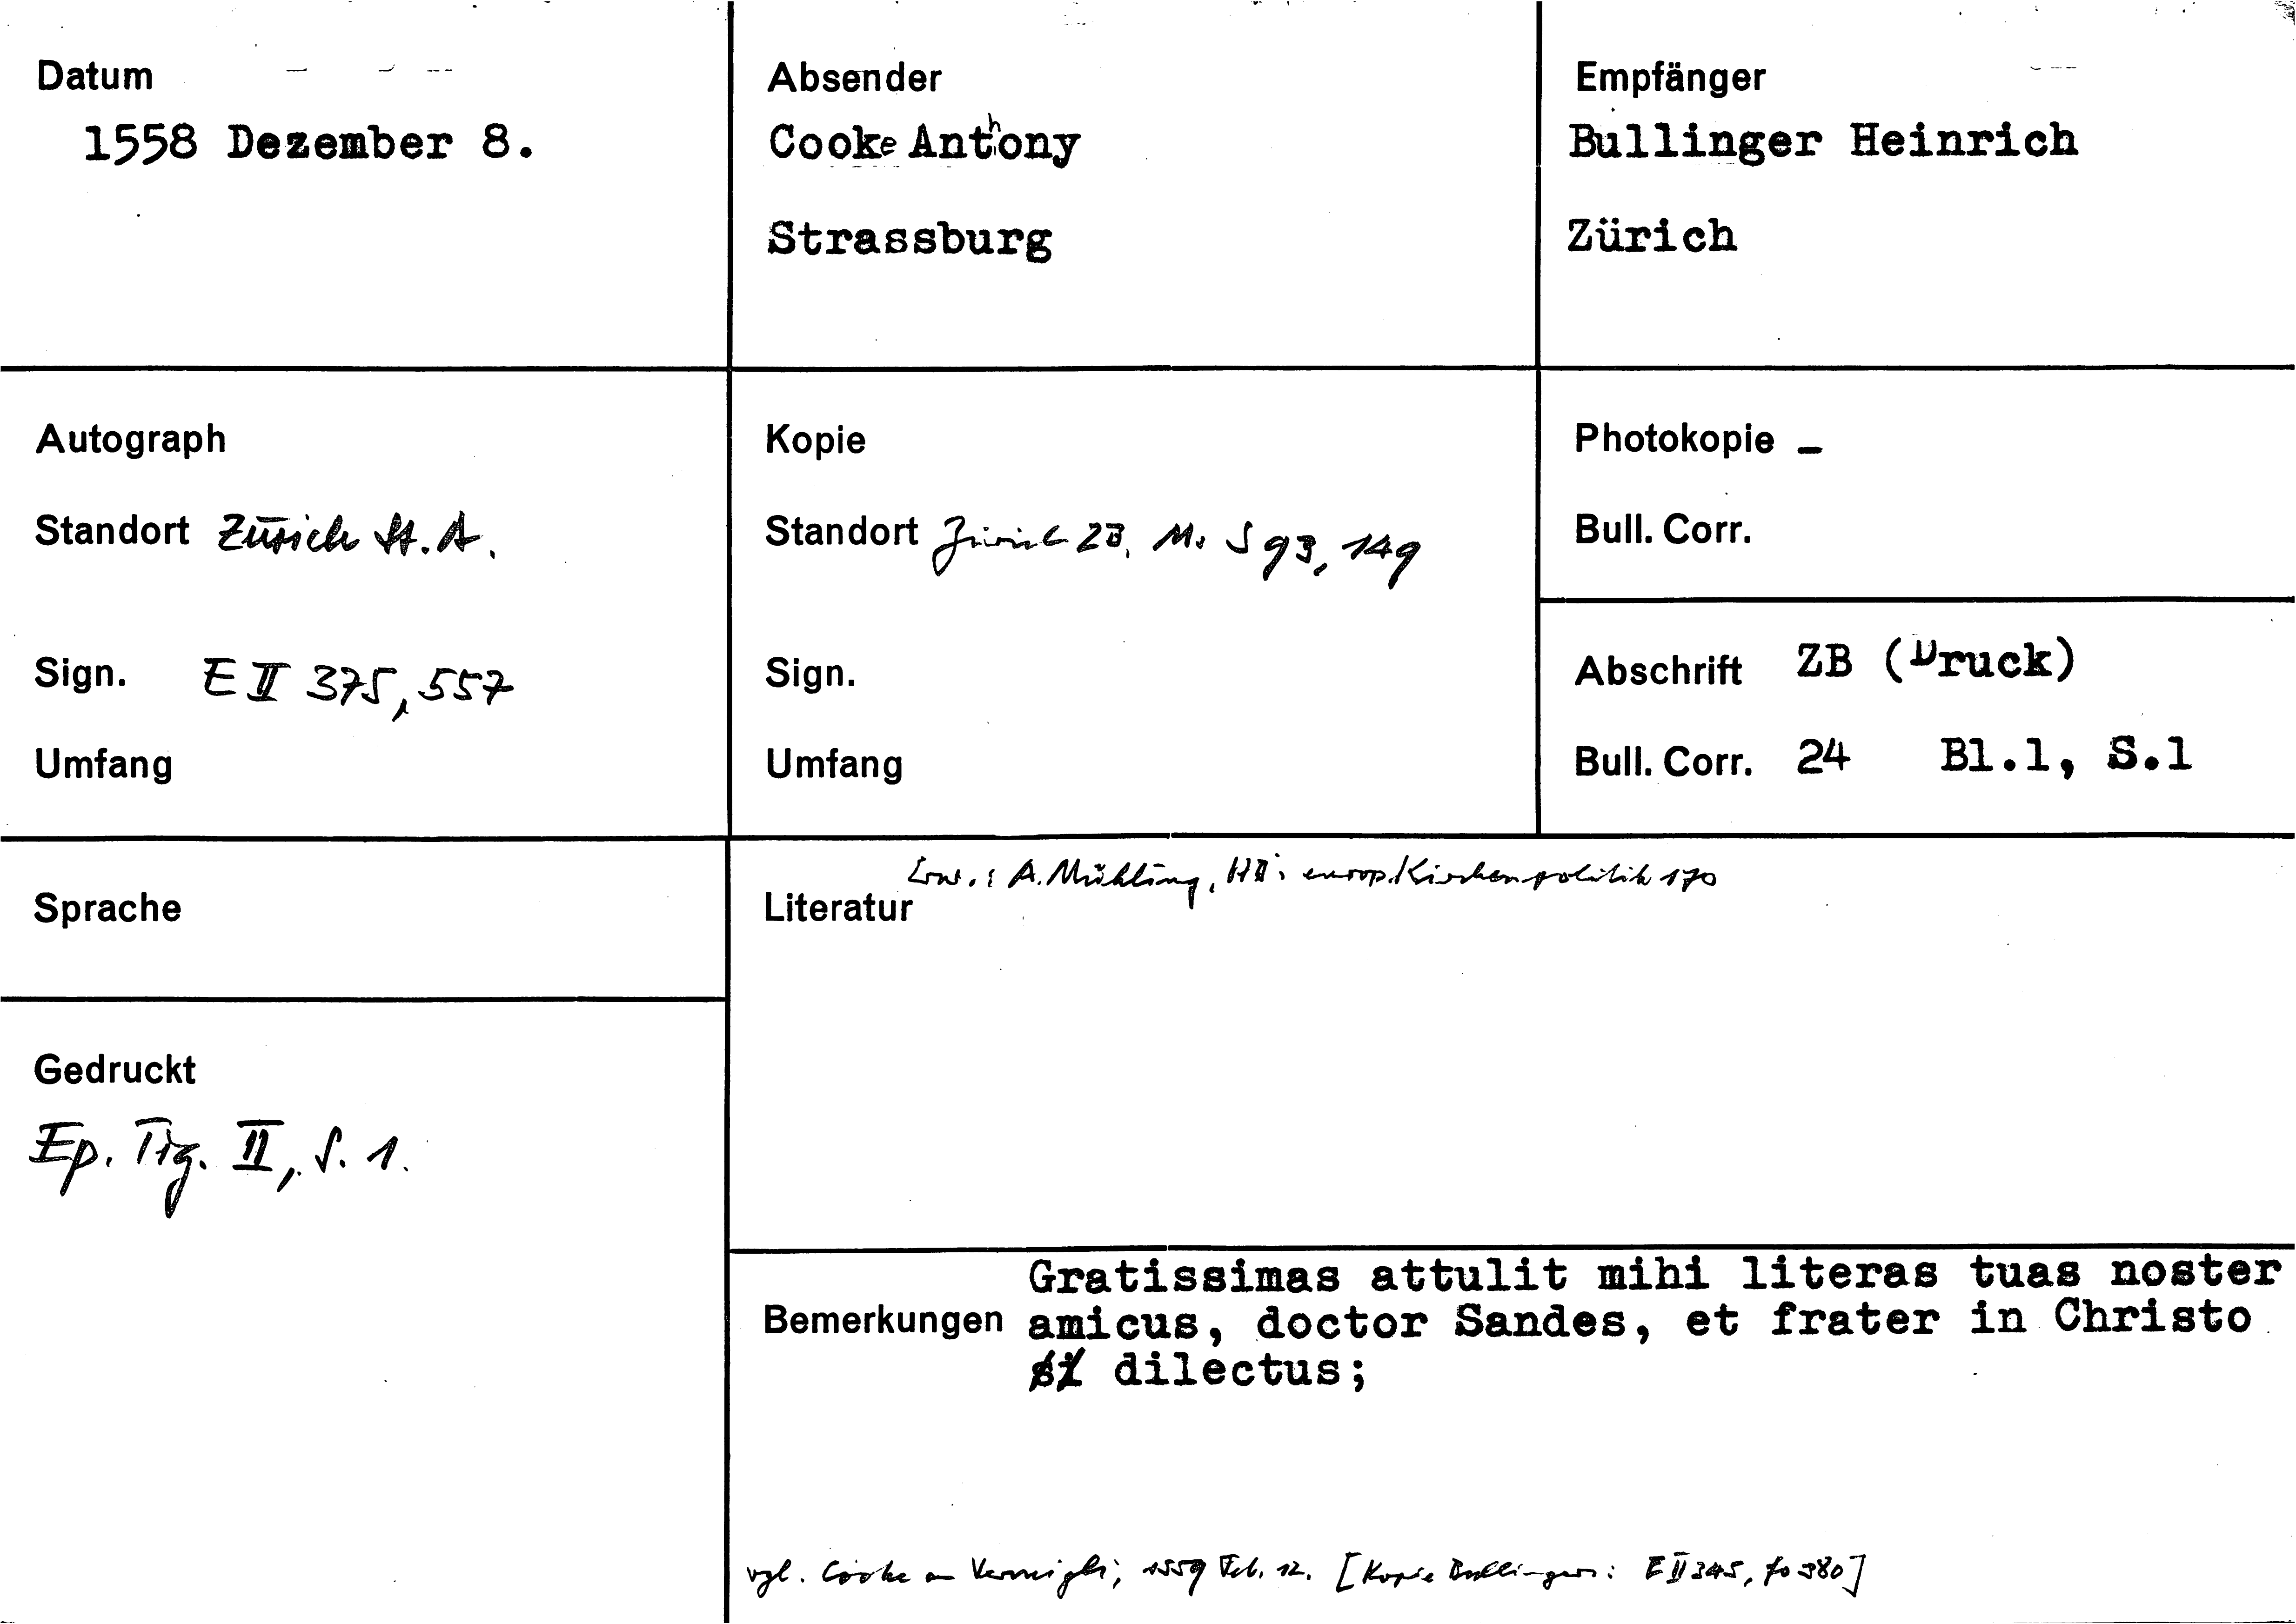 Datum
1558 Dezember 8.
Absender
Cooke Anthony
Strassburg
Empfänger
Bullinger Heinrich
Zürich
Autograph
Standort Zürich St.A.
Sign. E II 375, 557
Umfang
Kopie
Standort Zürich ZB, Ms S 93, 149
Sign.
Umfang
Photokopie –
Bull. Corr.
Abschrift ZB (Druck)
Bull. Corr. 24 Bl.1, S.1
Sprache
Erw.: A. Mühling, HBs europ. Kirchenpolitik 170
Literatur
Gedruckt
Ep. Tig. II, S. 1.
Gratissimas attulit mihi literas tuas noster
Bemerkungen amicus, doctor Sandes, et frater in Christo
dilectus;
vgl. Cooke an Vermigli, 1559 Feb. 12. [Kopie Bullingers: E II 345, fo 380]